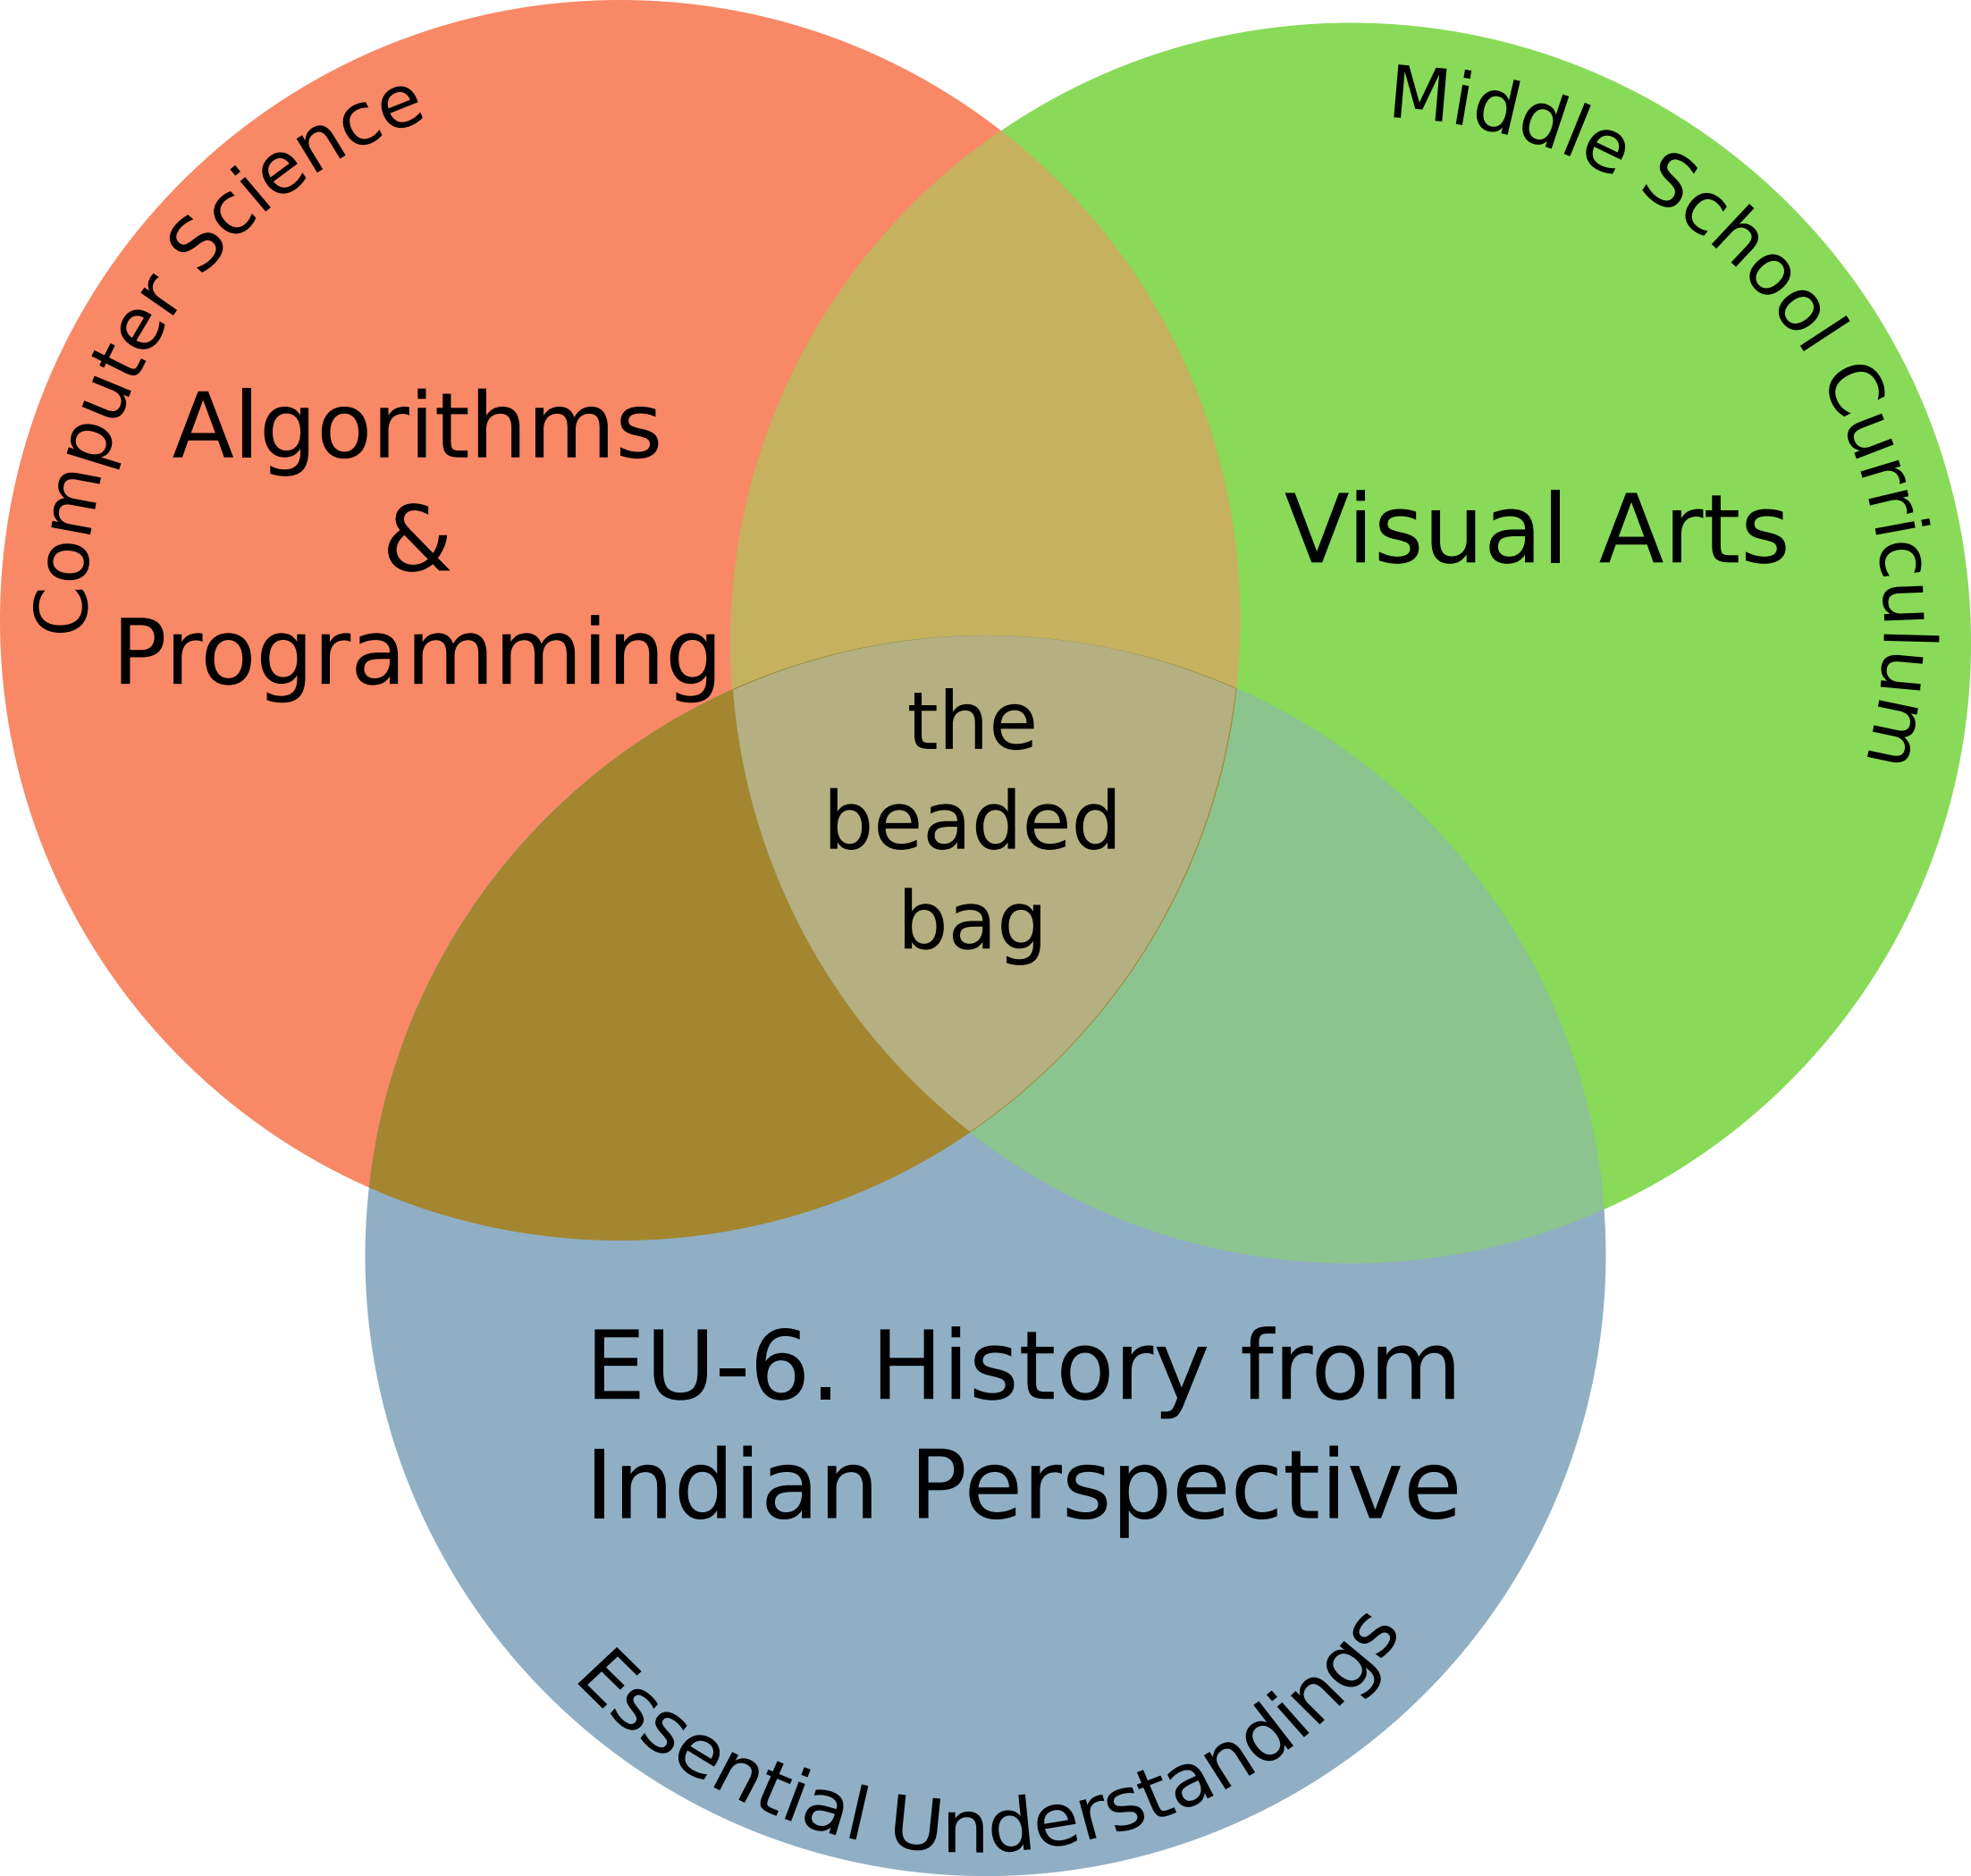 Computer Science
Middle School Curriculum
Algorithms
&
Programming
Visual Arts
the
beaded
bag
EU-6. History from
Indian Perspective
Essential Understandings